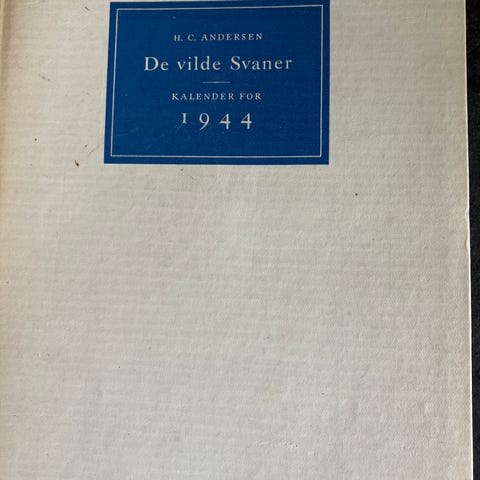 H. C. ANDERSEN
De vilde Svaner
KALENDER FOR
1944